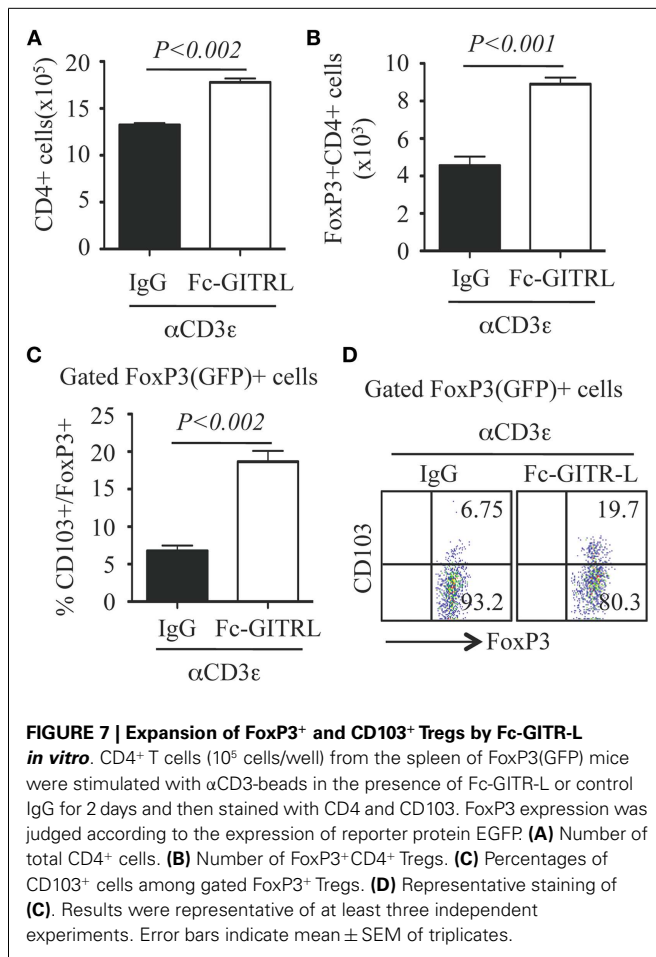 A
P<0.002
CD4+ cells(x10⁵)
20
15
10
5
0
IgG Fc-GITRL
αCD3ε
B
P<0.001
FoxP3+CD4+ cells
(x10³)
10
8
6
4
2
0
IgG Fc-GITRL
αCD3ε
C
Gated FoxP3(GFP)+ cells
P<0.002
% CD103+/FoxP3+
25
20
15
10
5
0
IgG Fc-GITRL
αCD3ε
D
Gated FoxP3(GFP)+ cells
αCD3ε
IgG Fc-GITR-L
6.75 19.7
93.2 80.3
CD103
FoxP3
FIGURE 7 | Expansion of FoxP3⁺ and CD103⁺ Tregs by Fc-GITR-L
in vitro. CD4⁺ T cells (10⁵ cells/well) from the spleen of FoxP3(GFP) mice
were stimulated with αCD3-beads in the presence of Fc-GITR-L or control
IgG for 2 days and then stained with CD4 and CD103. FoxP3 expression was
judged according to the expression of reporter protein EGFP. (A) Number of
total CD4⁺ cells. (B) Number of FoxP3⁺CD4⁺ Tregs. (C) Percentages of
CD103⁺ cells among gated FoxP3⁺ Tregs. (D) Representative staining of
(C). Results were representative of at least three independent
experiments. Error bars indicate mean ± SEM of triplicates.